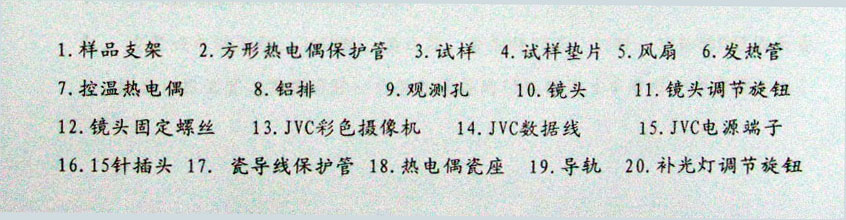 1.样品支架 2.方形热电偶保护管 3.试样 4.试样垫片 5.风扇 6.发热管
7.控温热电偶 8.铝排 9.观测孔 10.镜头 11.镜头调节旋钮
12.镜头固定螺丝 13.JVC彩色摄像机 14.JVC数据线 15.JVC电源端子
16.15针插头 17. 瓷导线保护管 18.热电偶瓷座 19.导轨 20.补光灯调节旋钮